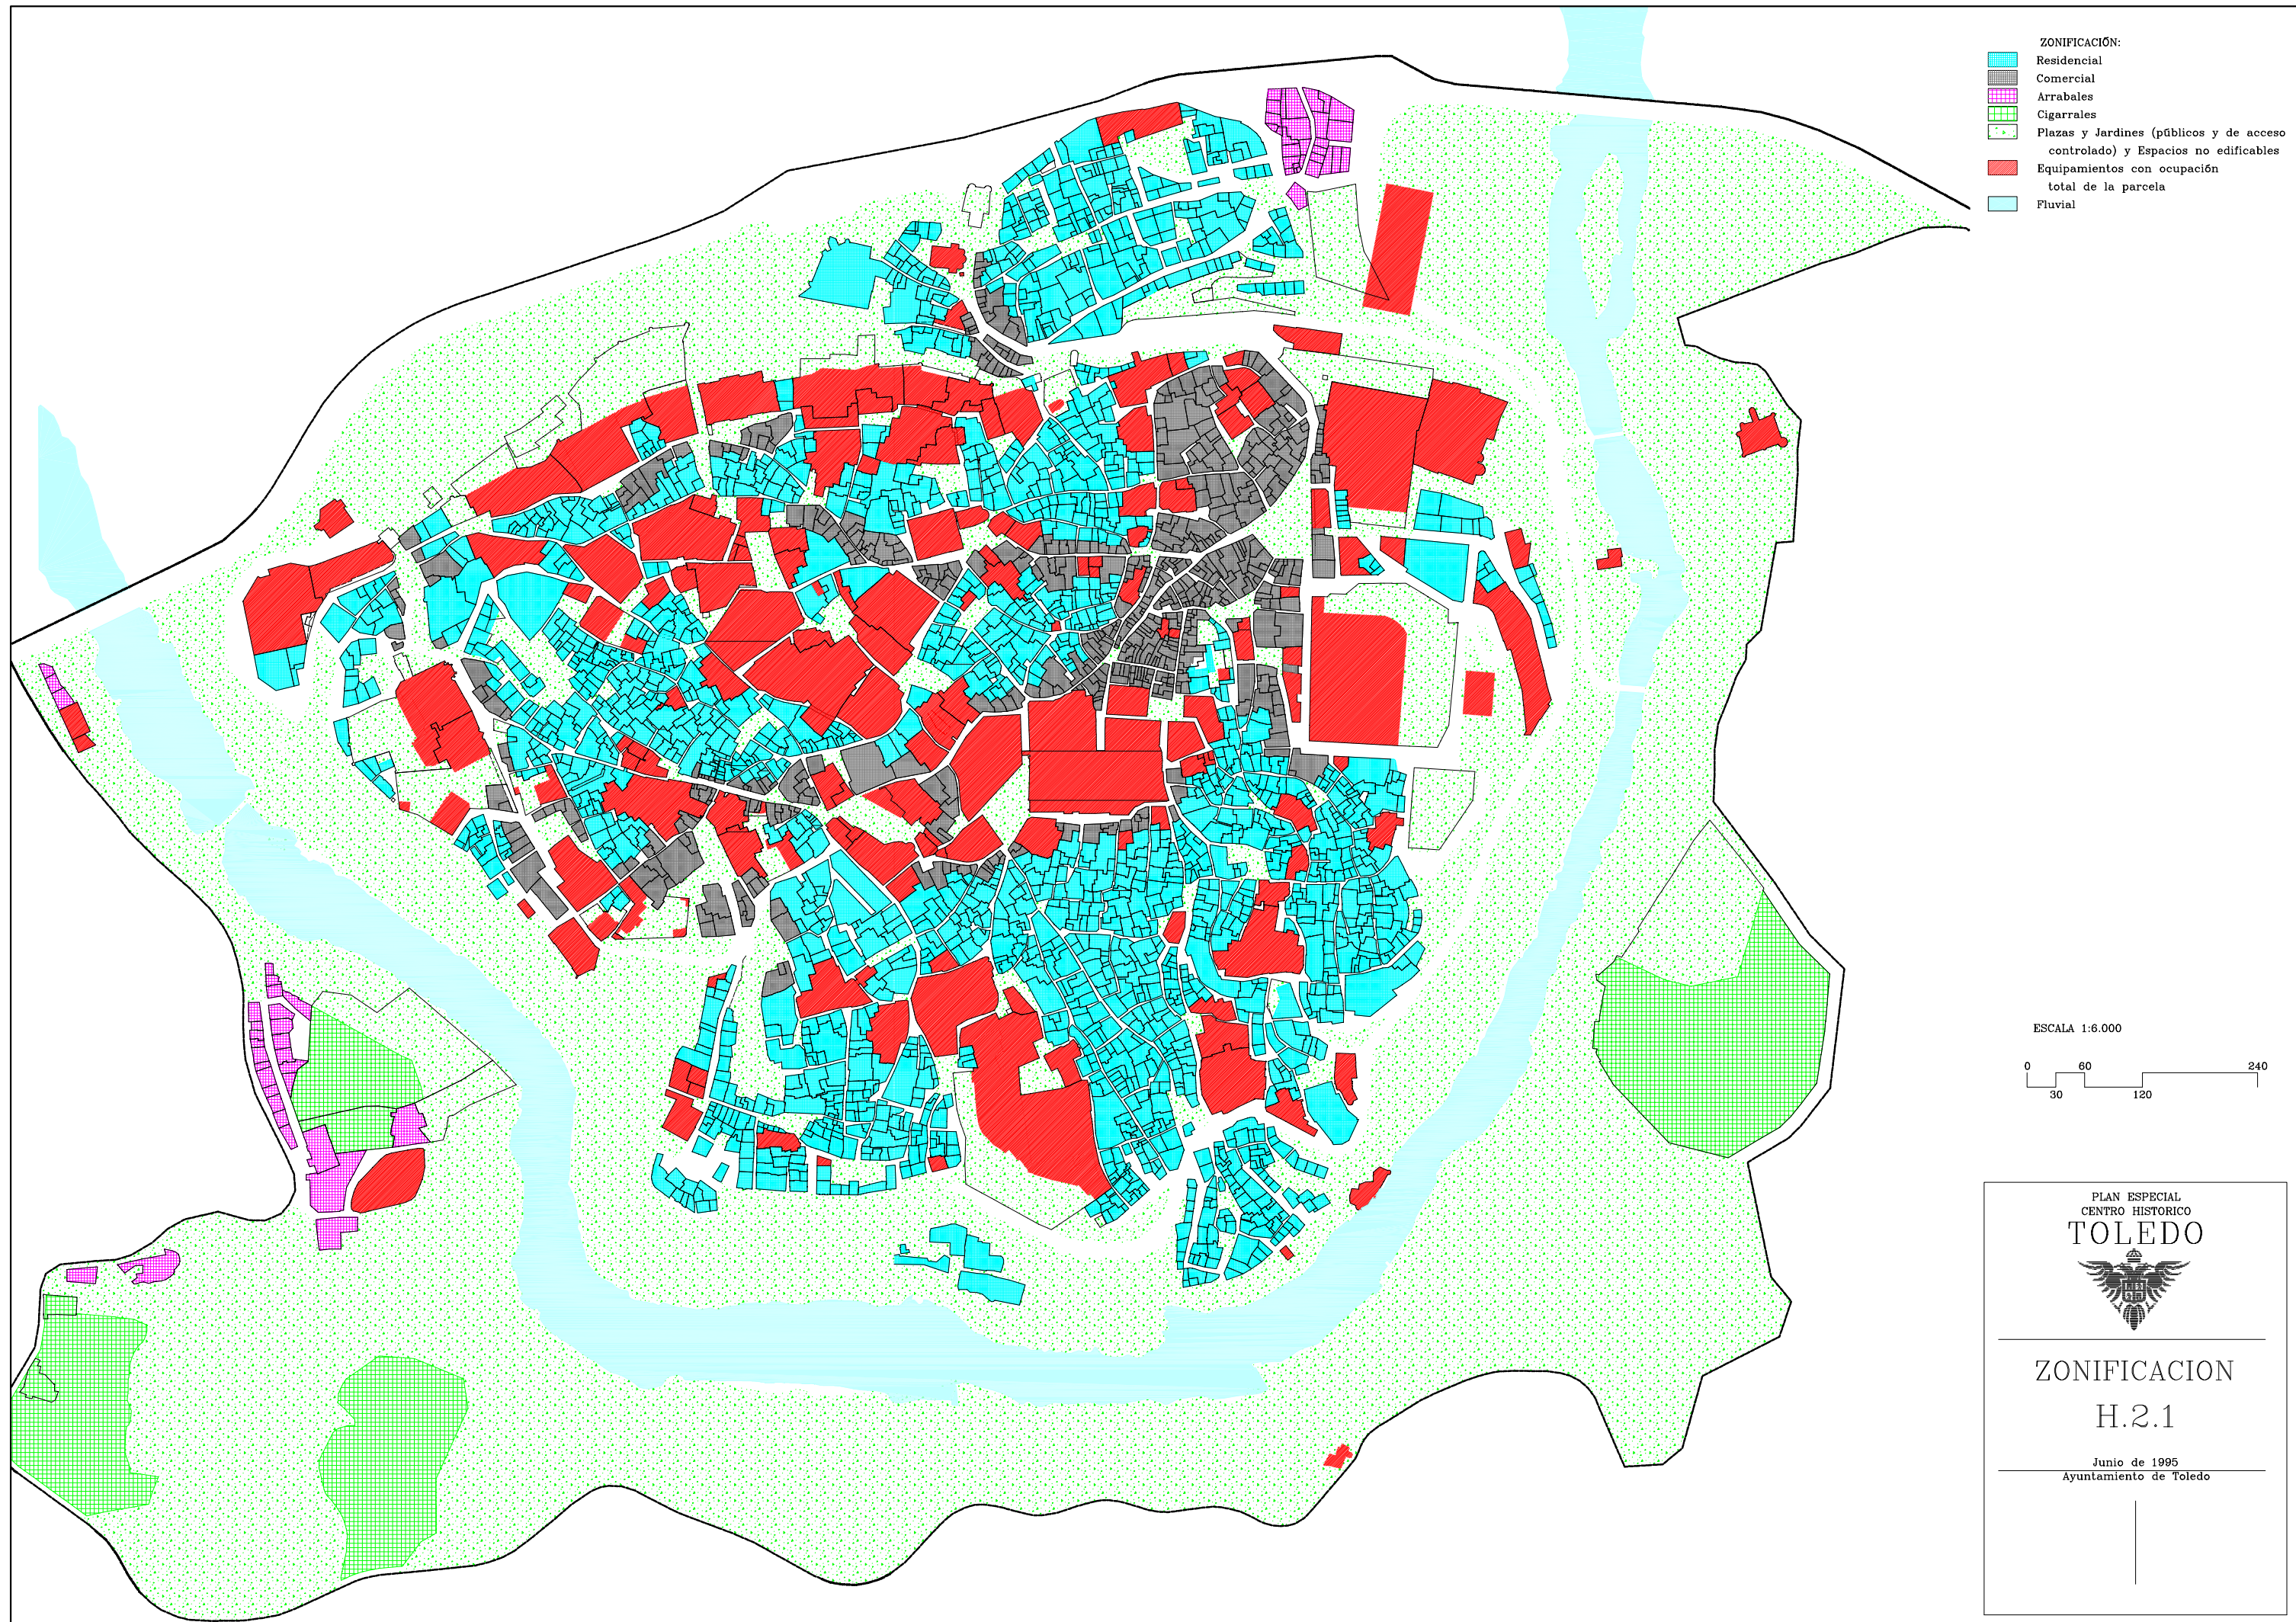 ZONIFICACIÓN:
Residencial
Comercial
Arrabales
Cigarrales
Plazas y Jardines (públicos y de acceso
controlado) y Espacios no edificables
Equipamientos con ocupación
total de la parcela
Fluvial
ESCALA 1:6.000
0 60 240
30 120
PLAN ESPECIAL
CENTRO HISTORICO
TOLEDO
ZONIFICACION
H.2.1
Junio de 1995
Ayuntamiento de Toledo